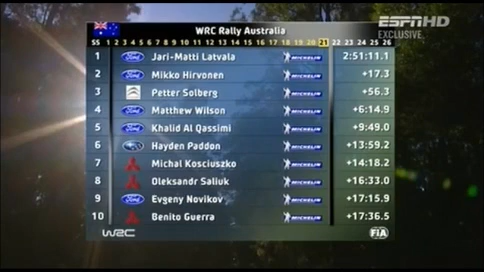 ESPN HD
EXCLUSIVE
WRC Rally Australia
SS 1 2 3 4 5 6 7 8 9 10 11 12 13 14 15 16 17 18 19 20 21 22 23 24 25 26
1 Ford Jari-Matti Latvala MICHELIN 2:51:11.1
2 Ford Mikko Hirvonen MICHELIN +17.3
3 Petter Solberg MICHELIN +56.3
4 Ford Matthew Wilson MICHELIN +6:14.9
5 Ford Khalid Al Qassimi MICHELIN +9:49.0
6 Hayden Paddon MICHELIN +13:59.2
7 Michal Kosciuszko MICHELIN +14:18.2
8 Oleksandr Saliuk MICHELIN +16:33.0
9 Ford Evgeny Novikov MICHELIN +17:15.9
10 Benito Guerra MICHELIN +17:36.5
WRC FIA